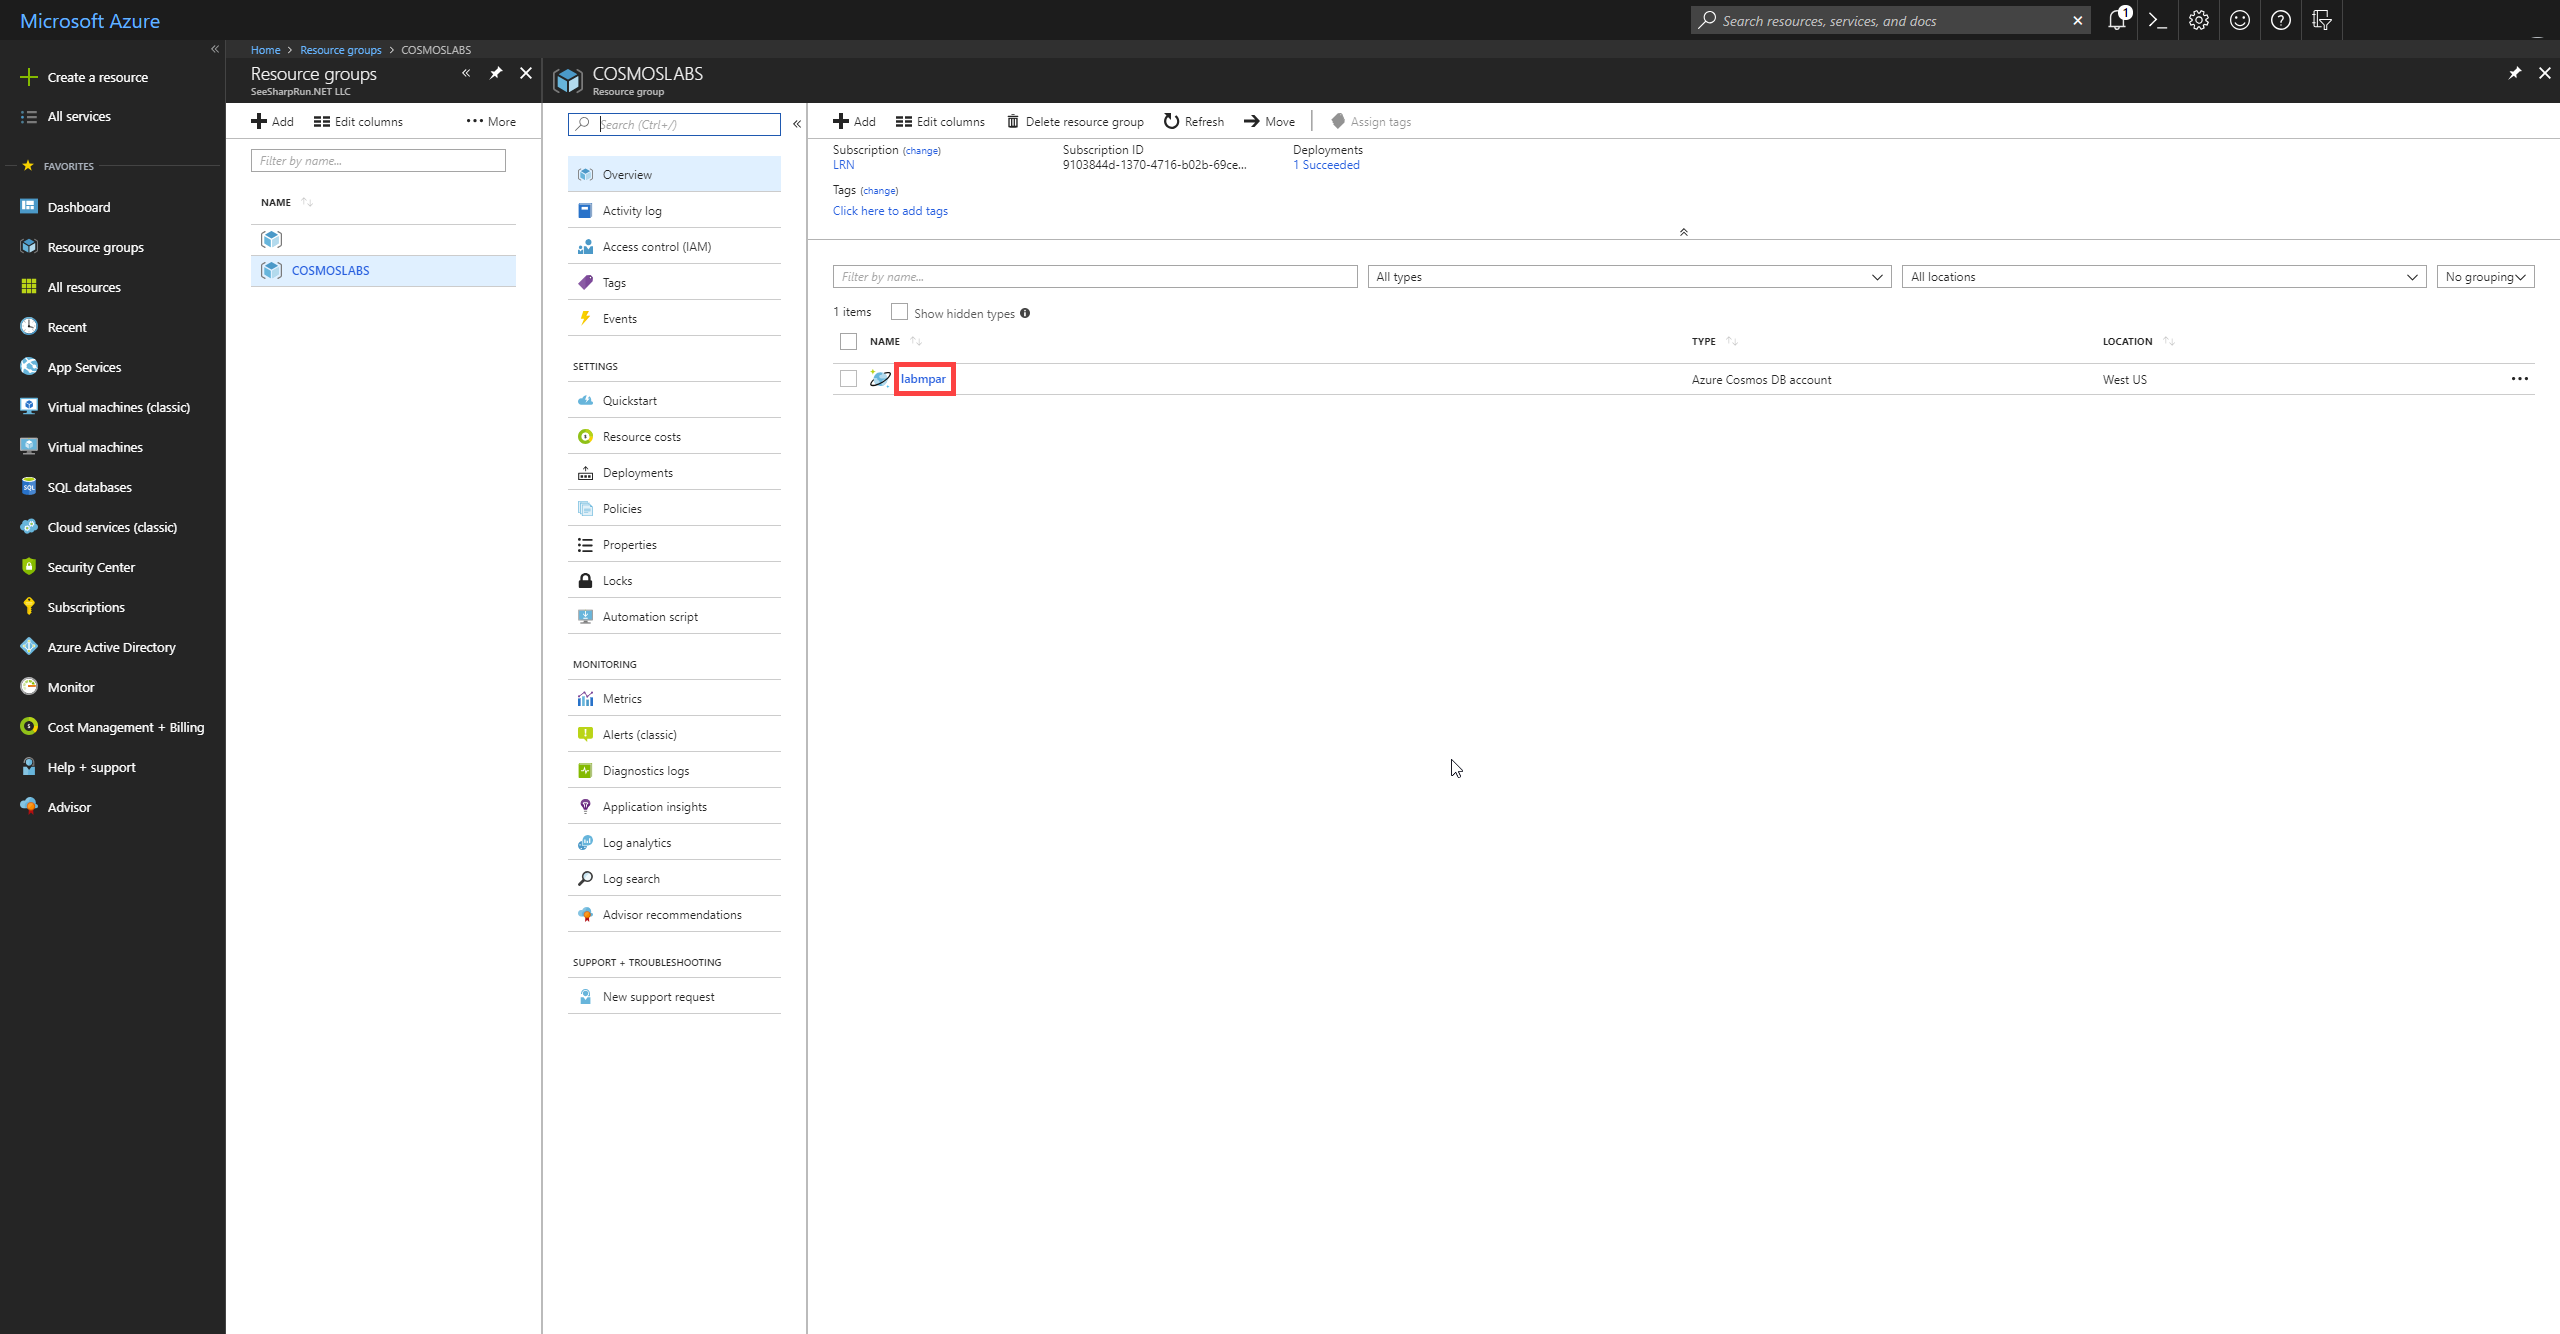 Microsoft Azure
Search resources, services, and docs
1
Home > Resource groups > COSMOSLABS
Create a resource
All services
FAVORITES
Dashboard
Resource groups
All resources
Recent
App Services
Virtual machines (classic)
Virtual machines
SQL databases
Cloud services (classic)
Security Center
Subscriptions
Azure Active Directory
Monitor
Cost Management + Billing
Help + support
Advisor
Resource groups
SeeSharpRun.NET LLC
Add
Edit columns
More
Filter by name...
NAME
COSMOSLABS
COSMOSLABS
Resource group
Search (Ctrl+/)
Overview
Activity log
Access control (IAM)
Tags
Events
SETTINGS
Quickstart
Resource costs
Deployments
Policies
Properties
Locks
Automation script
MONITORING
Metrics
Alerts (classic)
Diagnostics logs
Application insights
Log analytics
Log search
Advisor recommendations
SUPPORT + TROUBLESHOOTING
New support request
Add Edit columns Delete resource group Refresh Move Assign tags
Subscription (change) Subscription ID Deployments
LRN 9103844d-1370-4716-b02b-69ce... 1 Succeeded
Tags (change)
Click here to add tags
Filter by name... All types All locations No grouping
1 items Show hidden types
NAME TYPE LOCATION
labmpar Azure Cosmos DB account West US